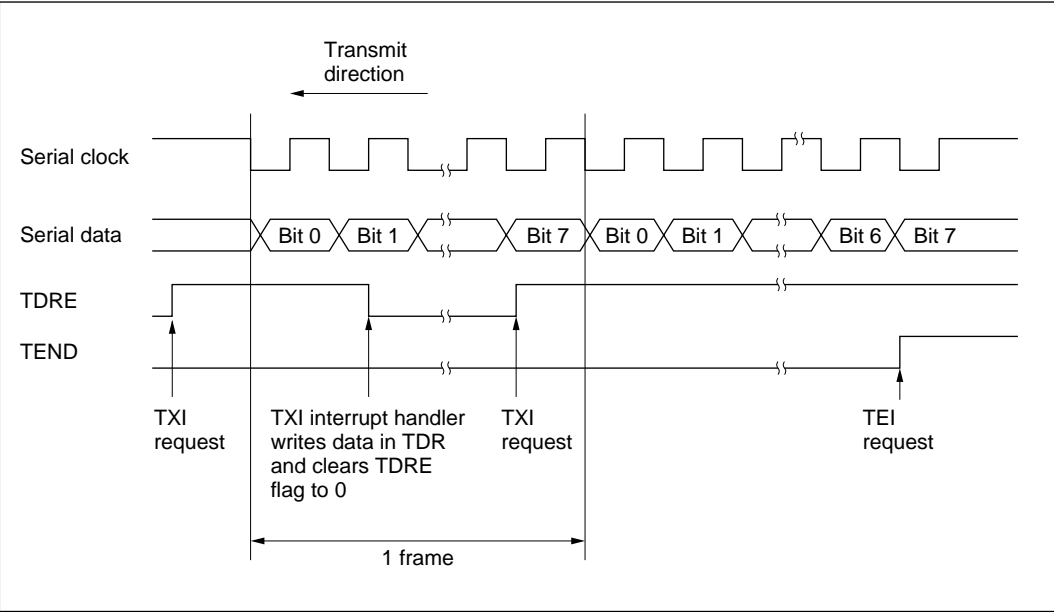 Transmit
direction
Serial clock
Serial data
Bit 0
Bit 1
Bit 7
Bit 0
Bit 1
Bit 6
Bit 7
TDRE
TEND
TXI
request
TXI interrupt handler
writes data in TDR
and clears TDRE
flag to 0
TXI
request
TEI
request
1 frame